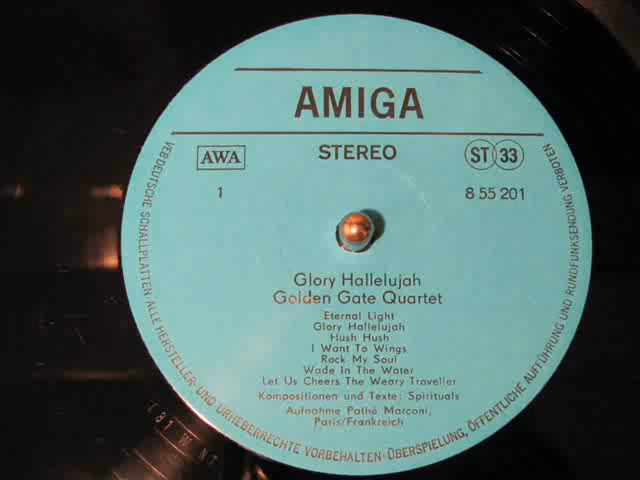 AMIGA
AWA
STEREO
ST 33
1
8 55 201
Glory Hallelujah
Golden Gate Quartet
Eternal Light
Glory Hallelujah
Hush Hush
I Want To Wings
Rock My Soul
Wade In The Water
Let Us Cheers The Weary Traveller
Kompositionen und Texte: Spirituals
Aufnahme Pathé Marconi,
Paris/Frankreich
VEB DEUTSCHE SCHALLPLATTEN · ALLE HERSTELLER- UND URHEBERRECHTE VORBEHALTEN · ÜBERSPIELUNG, ÖFFENTLICHE AUFFÜHRUNG UND RUNDFUNKSENDUNG VERBOTEN